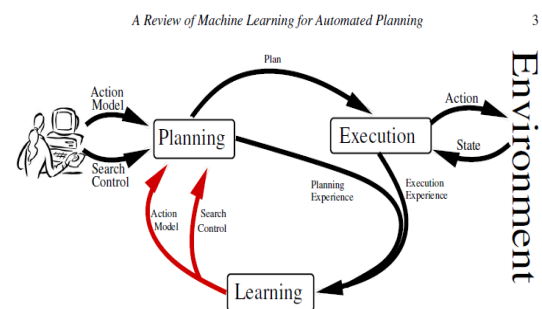 A Review of Machine Learning for Automated Planning
3
Plan
Action
Model
Action
Planning
Execution
Search
Control
State
Environment
Planning
Experience
Execution
Experience
Action
Model
Search
Control
Learning